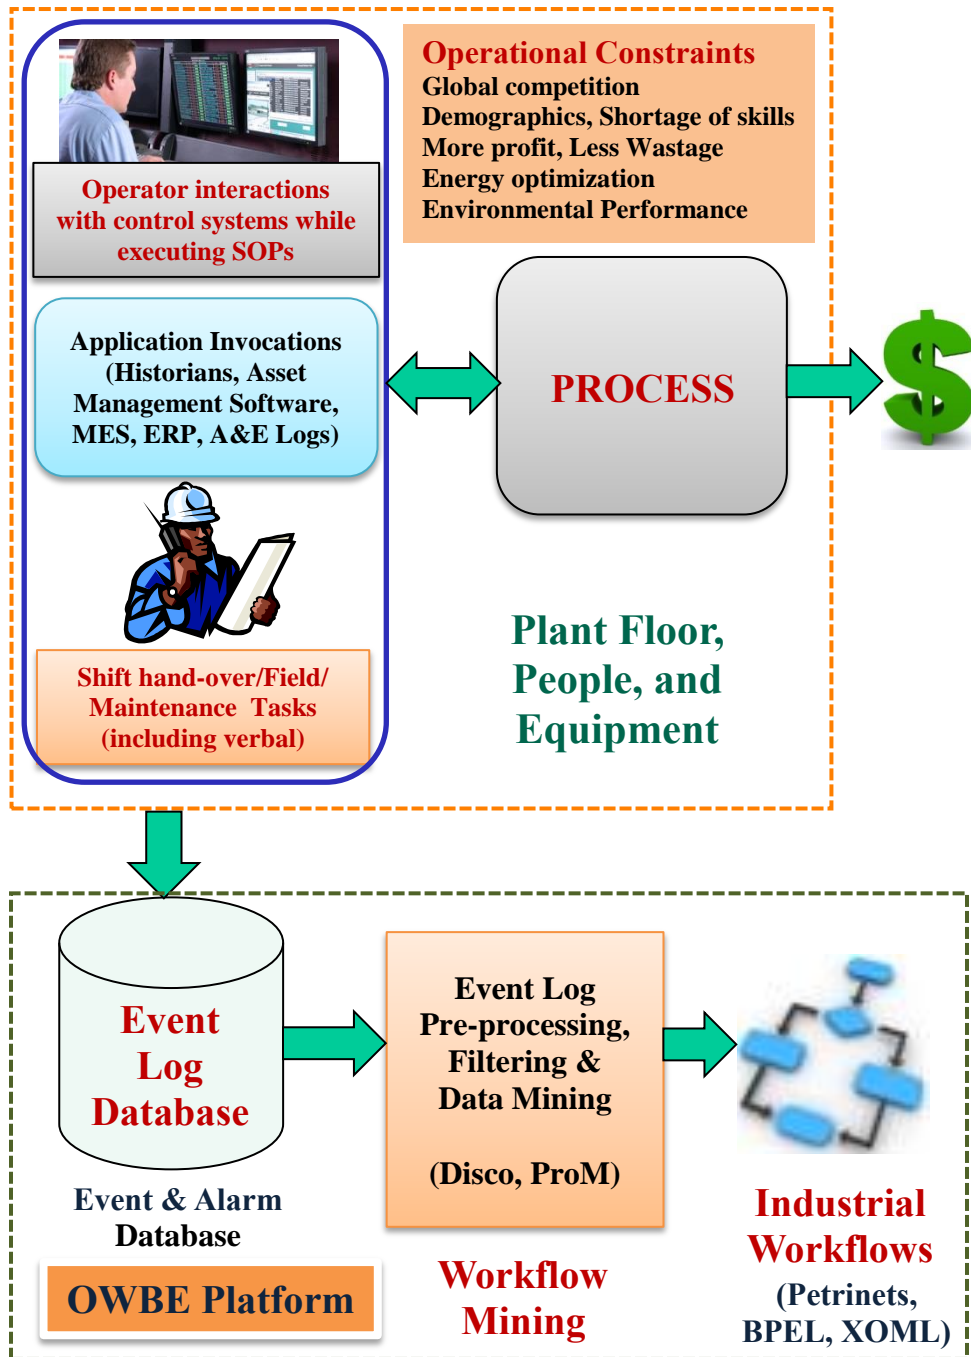 Operational Constraints
Global competition
Demographics, Shortage of skills
More profit, Less Wastage
Energy optimization
Environmental Performance
Operator interactions
with control systems while
executing SOPs
Application Invocations
(Historians, Asset
Management Software,
MES, ERP, A&E Logs)
PROCESS
$
Shift hand-over/Field/
Maintenance Tasks
(including verbal)
Plant Floor,
People, and
Equipment
Event
Log
Database
Event & Alarm
Database
OWBE Platform
Event Log
Pre-processing,
Filtering &
Data Mining
(Disco, ProM)
Workflow
Mining
Industrial
Workflows
(Petrinets,
BPEL, XOML)